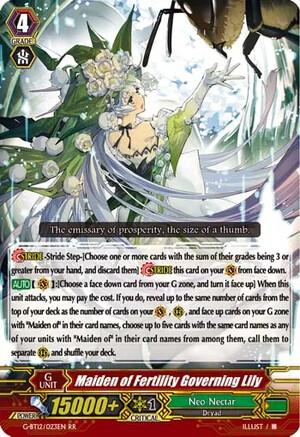 4
GRADE
The emissary of prosperity, the size of a thumb.
STRIDE -Stride Step-[Choose one or more cards with the sum of their grades being 3 or
greater from your hand, and discard them] STRIDE this card on your from face down.
AUTO [1:[Choose a face down card from your G zone, and turn it face up] When this
unit attacks, you may pay the cost. If you do, reveal up to the same number of cards from the
top of your deck as the number of cards on your and face up cards on your G zone with
"Maiden of" in their card names, choose up to five cards with the same card names as any
of your units with "Maiden of" in their card names from among them, call them to
separate , and shuffle your deck.
G
UNIT
Maiden of Fertility Governing Lily
POWER
15000+
1
CRITICAL
Neo Nectar
Dryad
G-BT12/023EN RR
ILLUST /